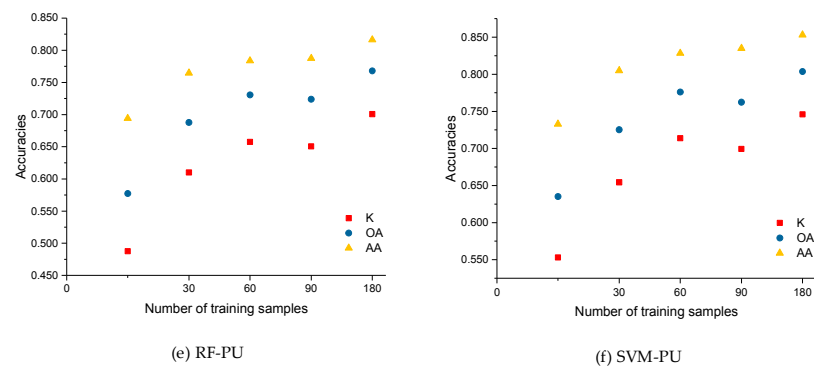 0.850
0.800
0.750
0.700
0.650
0.600
0.550
0.500
0.450
Accuracies
K
OA
AA
0 30 60 90 180
Number of training samples
(e) RF-PU
0.850
0.800
0.750
0.700
0.650
0.600
0.550
Accuracies
K
OA
AA
0 30 60 90 180
Number of training samples
(f) SVM-PU